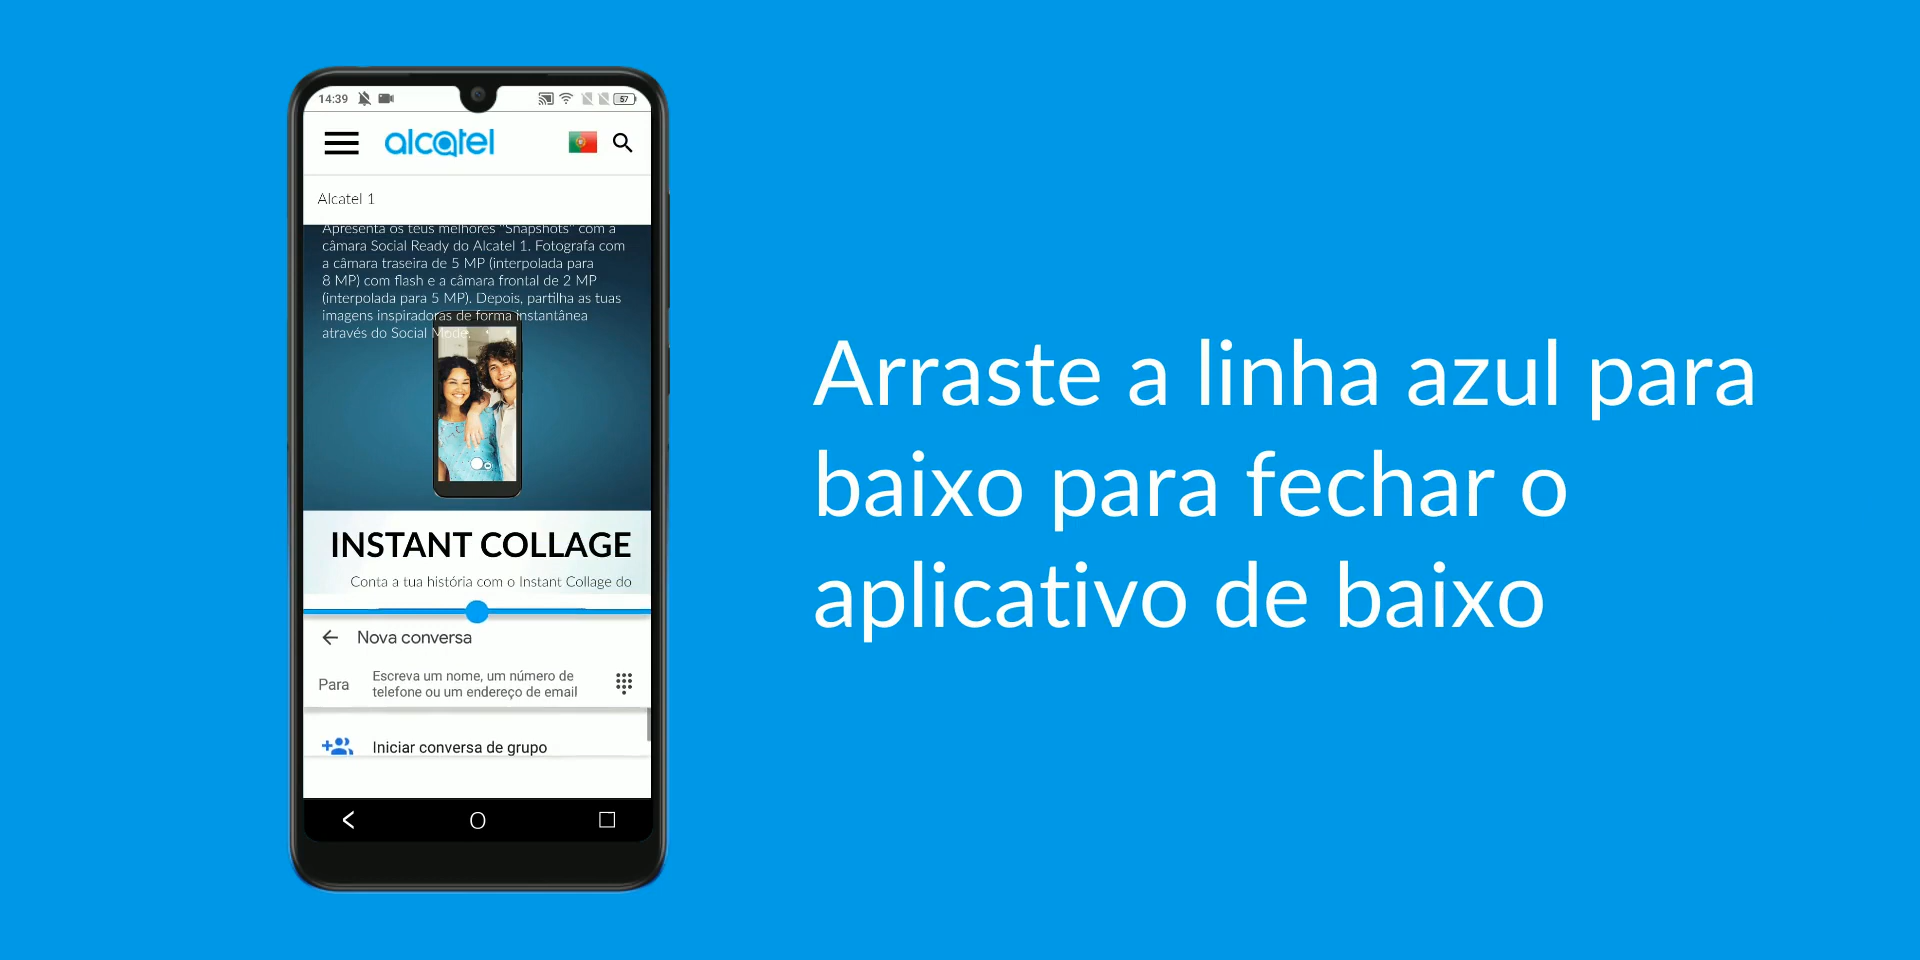 14:39
57
alcatel
Alcatel 1
Apresenta os teus melhores "Snapshots" com a
câmara Social Ready do Alcatel 1. Fotografa com
a câmara traseira de 5 MP (interpolada para
8 MP) com flash e a câmara frontal de 2 MP
(interpolada para 5 MP). Depois, partilha as tuas
imagens inspiradoras de forma instantânea
através do Social Mode.
INSTANT COLLAGE
Conta a tua história com o Instant Collage do
Nova conversa
Para
Escreva um nome, um número de
telefone ou um endereço de email
Iniciar conversa de grupo
Arraste a linha azul para
baixo para fechar o
aplicativo de baixo